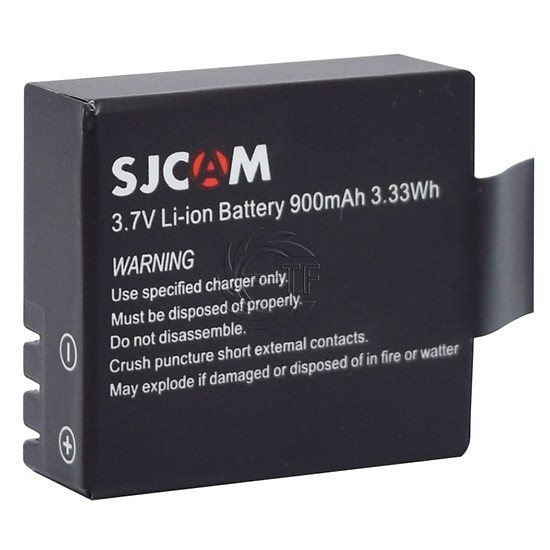 SJCAM
3.7V Li-ion Battery 900mAh 3.33Wh
WARNING
Use specified charger only.
Must be disposed of properly.
Do not disassemble.
Crush puncture short external contacts.
May explode if damaged or disposed of in fire or watter
TF